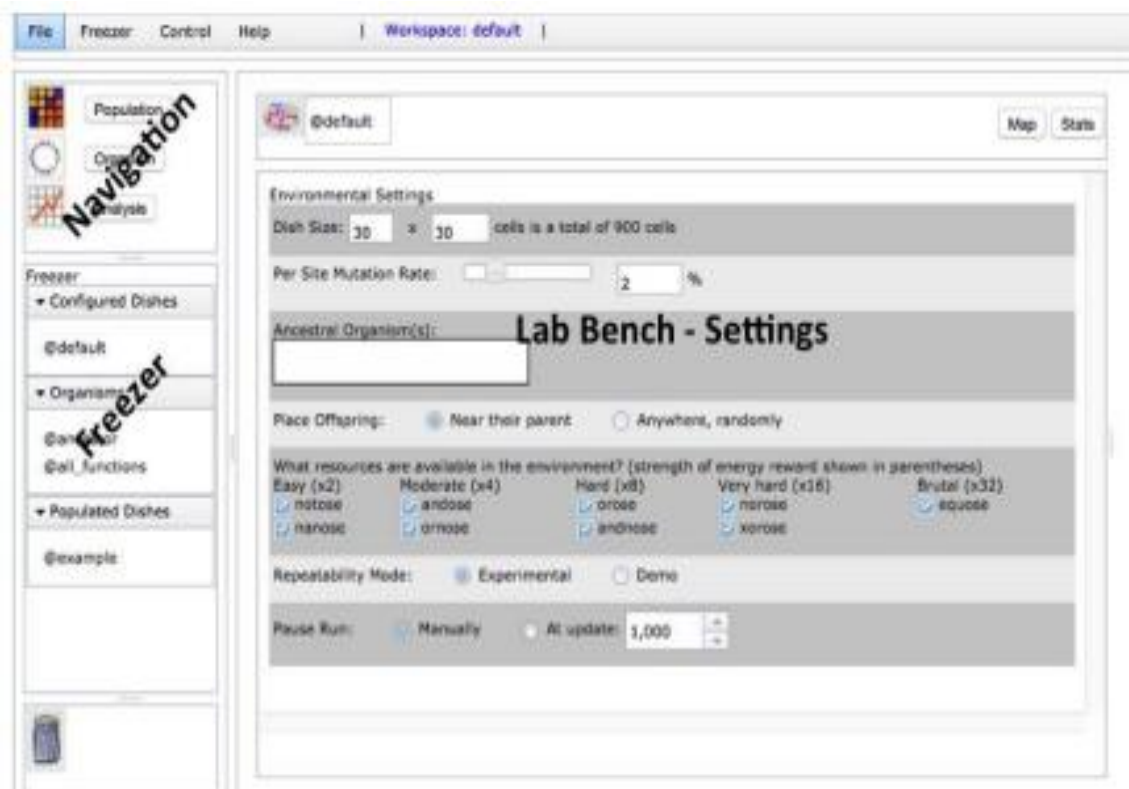 File Freezer Control Help | Workspace: default |
Population
Navigation
Analysis
@default
Map Stats
Freezer
Configured Dishes
@default
Organisms
Freezer
@ancestor
@all_functions
Populated Dishes
@example
Environmental Settings
Dish Size: 30 x 30 cells is a total of 900 cells
Per Site Mutation Rate: 2 %
Ancestral Organism(s):
Lab Bench - Settings
Place Offspring: Near their parent Anywhere, randomly
What resources are available in the environment? (strength of energy reward shown in parentheses)
Easy (x2) Moderate (x4) Hard (x8) Very hard (x16) Brutal (x32)
notose andose orose norose equose
nanose ornose andnose xorose
Repeatability Mode: Experimental Demo
Pause Run: Manually At update: 1,000